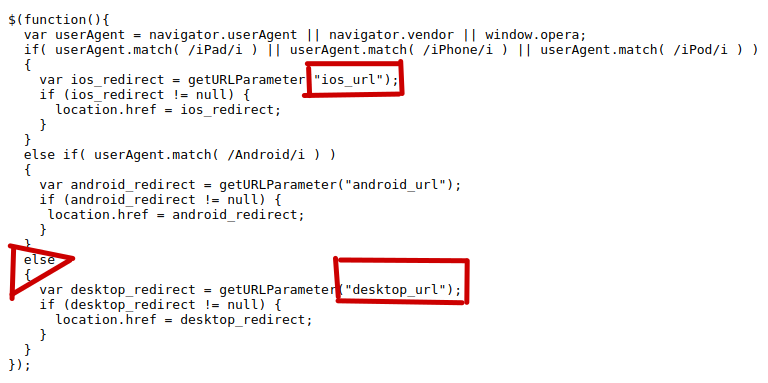 $(function(){
var userAgent = navigator.userAgent || navigator.vendor || window.opera;
if( userAgent.match( /iPad/i ) || userAgent.match( /iPhone/i ) || userAgent.match( /iPod/i ) )
{
var ios_redirect = getURLParameter("ios_url");
if (ios_redirect != null) {
location.href = ios_redirect;
}
}
else if( userAgent.match( /Android/i ) )
{
var android_redirect = getURLParameter("android_url");
if (android_redirect != null) {
location.href = android_redirect;
}
}
else
{
var desktop_redirect = getURLParameter("desktop_url");
if (desktop_redirect != null) {
location.href = desktop_redirect;
}
}
});